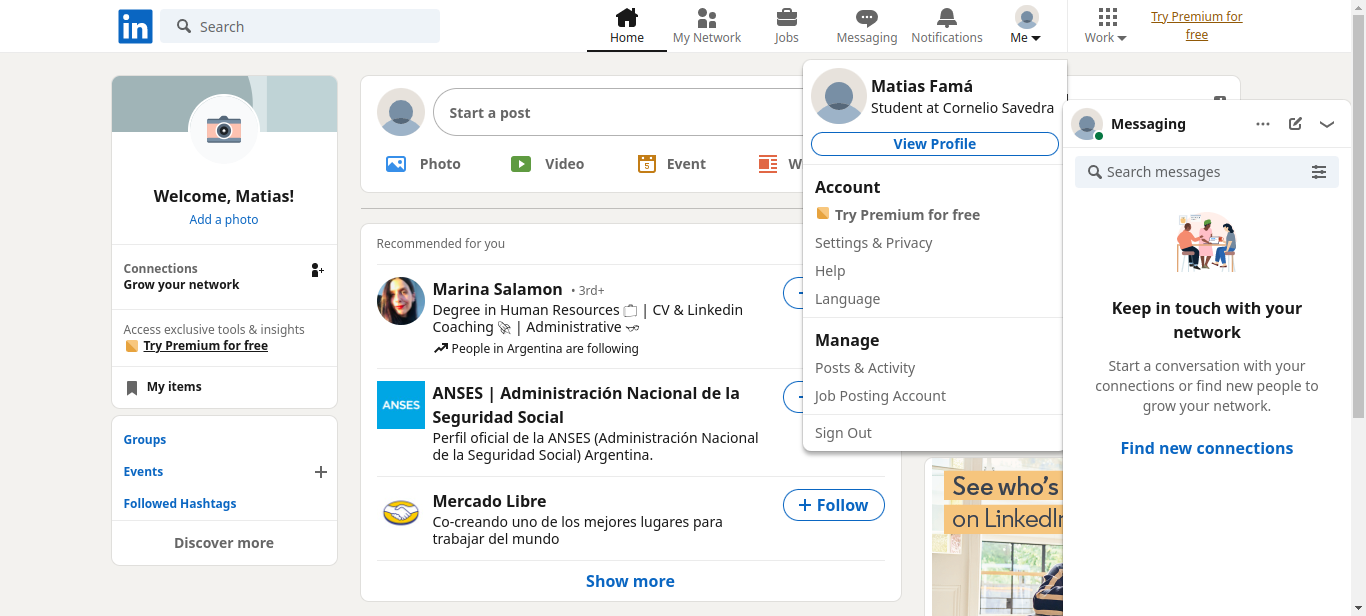 in
Search
Home
My Network
Jobs
Messaging
Notifications
Me
Work
Try Premium for
free
Welcome, Matias!
Add a photo
Connections
Grow your network
Access exclusive tools & insights
Try Premium for free
My items
Groups
Events
Followed Hashtags
Discover more
Start a post
Photo
Video
5
Event
W
Recommended for you
Marina Salamon • 3rd+
Degree in Human Resources | CV & Linkedin
Coaching | Administrative
People in Argentina are following
ANSES
ANSES | Administración Nacional de la
Seguridad Social
Perfil oficial de la ANSES (Administración Nacional
de la Seguridad Social) Argentina.
Mercado Libre
Co-creando uno de los mejores lugares para
trabajar del mundo
+ Follow
Show more
Matias Famá
Student at Cornelio Savedra
View Profile
Account
Try Premium for free
Settings & Privacy
Help
Language
Manage
Posts & Activity
Job Posting Account
Sign Out
See who's
on LinkedIn
Messaging
Search messages
Keep in touch with your
network
Start a conversation with your
connections or find new people to
grow your network.
Find new connections